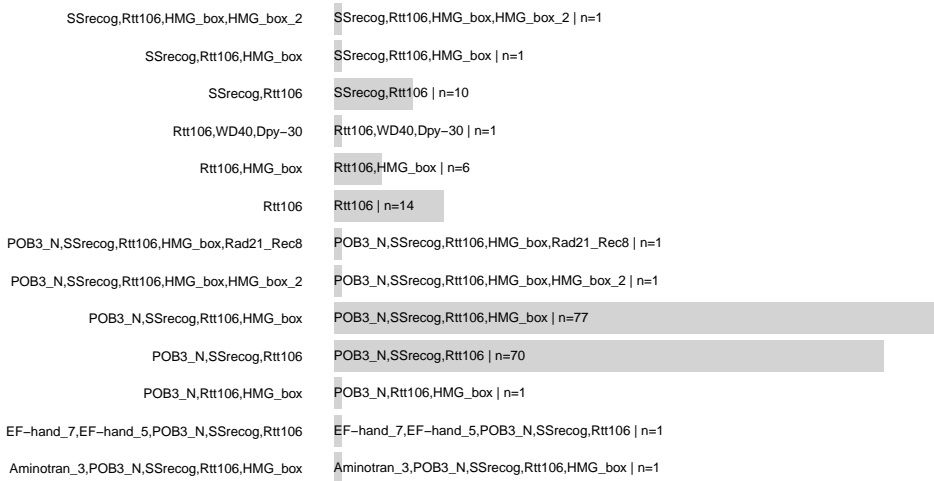 SSrecog,Rtt106,HMG_box,HMG_box_2 SSrecog,Rtt106,HMG_box,HMG_box_2 | n=1
SSrecog,Rtt106,HMG_box SSrecog,Rtt106,HMG_box | n=1
SSrecog,Rtt106 SSrecog,Rtt106 | n=10
Rtt106,WD40,Dpy−30 Rtt106,WD40,Dpy−30 | n=1
Rtt106,HMG_box Rtt106,HMG_box | n=6
Rtt106 Rtt106 | n=14
POB3_N,SSrecog,Rtt106,HMG_box,Rad21_Rec8 POB3_N,SSrecog,Rtt106,HMG_box,Rad21_Rec8 | n=1
POB3_N,SSrecog,Rtt106,HMG_box,HMG_box_2 POB3_N,SSrecog,Rtt106,HMG_box,HMG_box_2 | n=1
POB3_N,SSrecog,Rtt106,HMG_box POB3_N,SSrecog,Rtt106,HMG_box | n=77
POB3_N,SSrecog,Rtt106 POB3_N,SSrecog,Rtt106 | n=70
POB3_N,Rtt106,HMG_box POB3_N,Rtt106,HMG_box | n=1
EF−hand_7,EF−hand_5,POB3_N,SSrecog,Rtt106 EF−hand_7,EF−hand_5,POB3_N,SSrecog,Rtt106 | n=1
Aminotran_3,POB3_N,SSrecog,Rtt106,HMG_box Aminotran_3,POB3_N,SSrecog,Rtt106,HMG_box | n=1